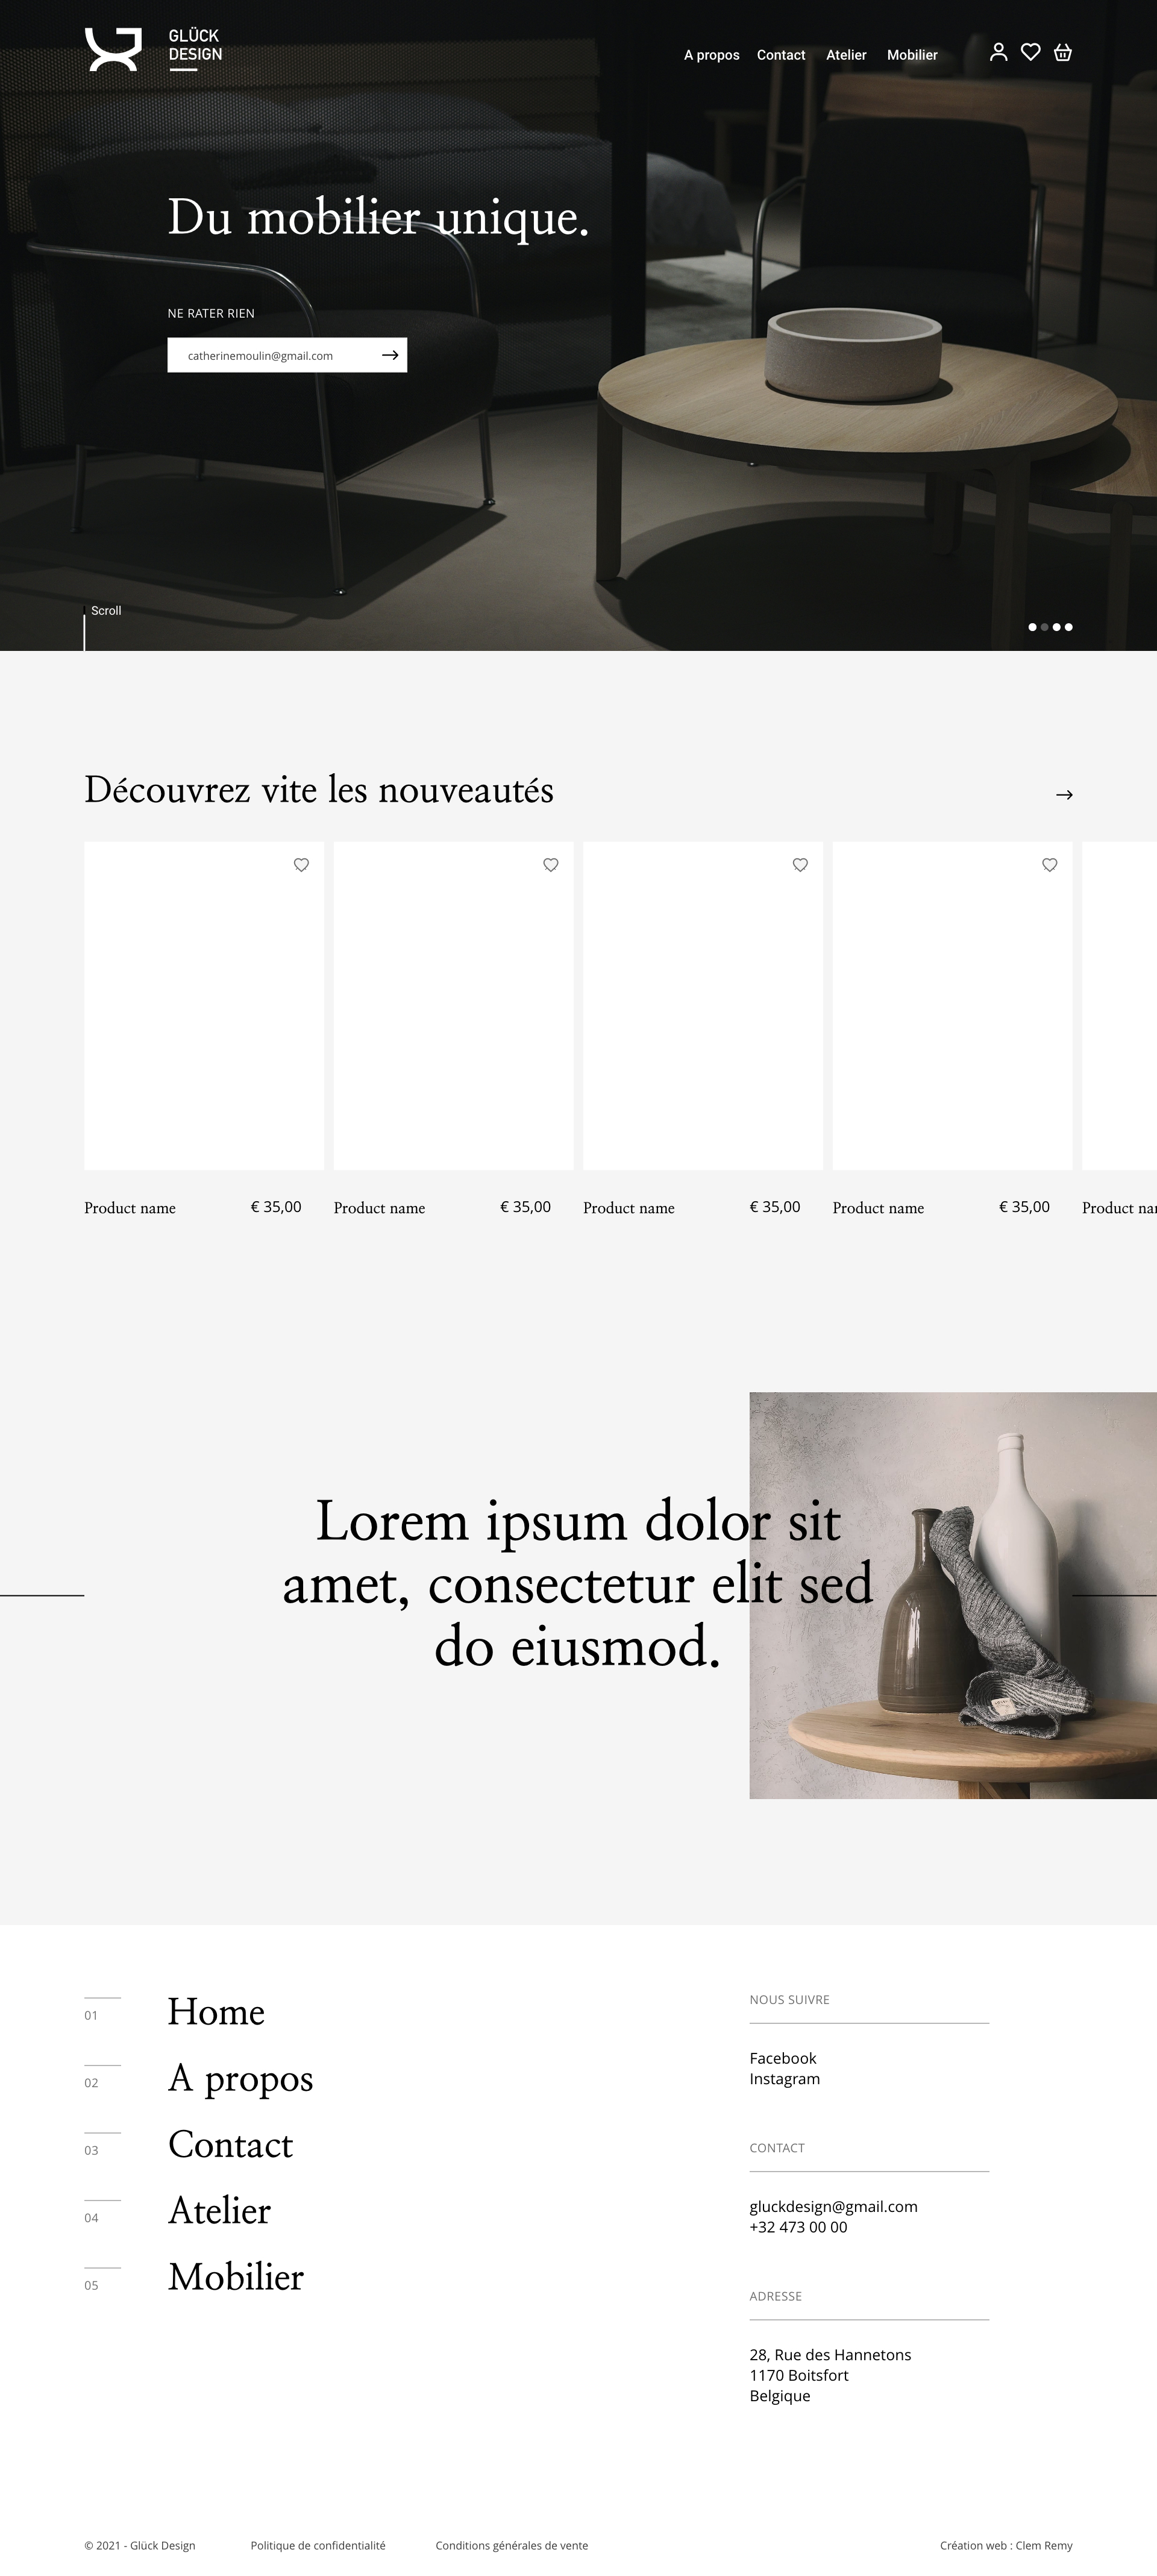 GLÜCK
DESIGN
A propos Contact Atelier Mobilier
Du mobilier unique.
NE RATER RIEN
catherinemoulin@gmail.com
Scroll
Découvrez vite les nouveautés
Product name € 35,00 Product name € 35,00 Product name € 35,00 Product name € 35,00 Product nar
Lorem ipsum dolor sit
amet, consectetur elit sed
do eiusmod.
01 Home
02 A propos
03 Contact
04 Atelier
05 Mobilier
NOUS SUIVRE
Facebook
Instagram
CONTACT
gluckdesign@gmail.com
+32 473 00 00
ADRESSE
28, Rue des Hannetons
1170 Boitsfort
Belgique
© 2021 - Glück Design Politique de confidentialité Conditions générales de vente Création web : Clem Remy